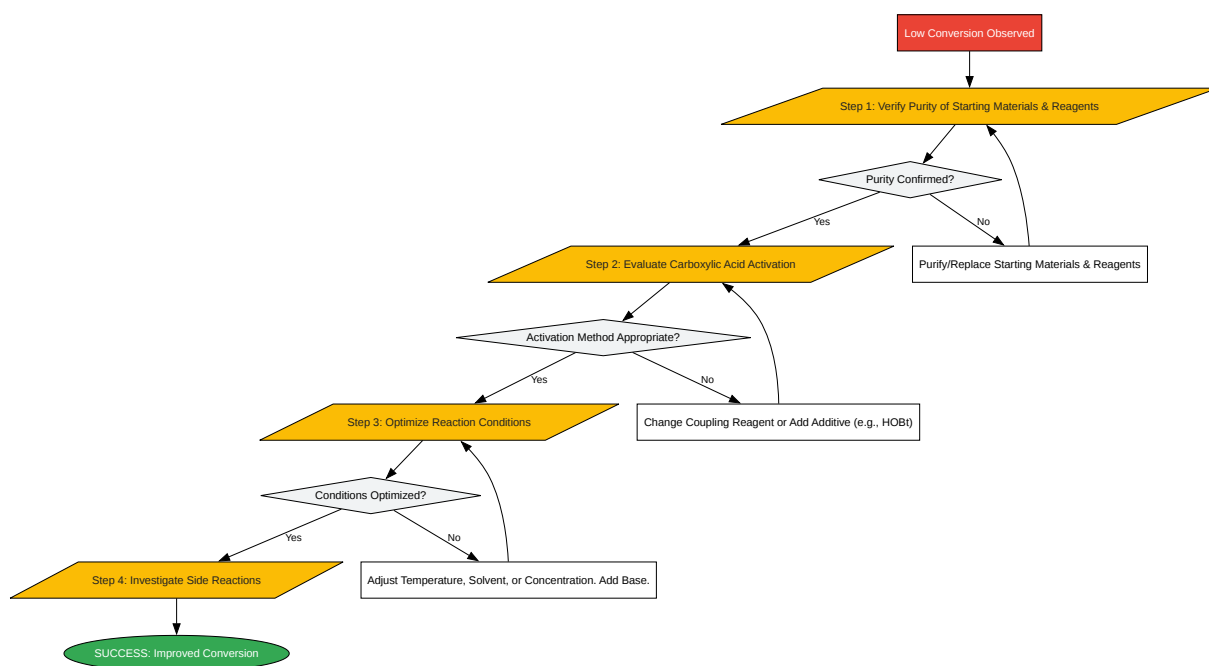 Low Conversion Observed
Step 1: Verify Purity of Starting Materials & Reagents
Purity Confirmed?
Yes
No
Step 2: Evaluate Carboxylic Acid Activation
Purify/Replace Starting Materials & Reagents
Activation Method Appropriate?
Yes
No
Step 3: Optimize Reaction Conditions
Change Coupling Reagent or Add Additive (e.g., HOBt)
Conditions Optimized?
Yes
No
Step 4: Investigate Side Reactions
Adjust Temperature, Solvent, or Concentration. Add Base.
SUCCESS: Improved Conversion